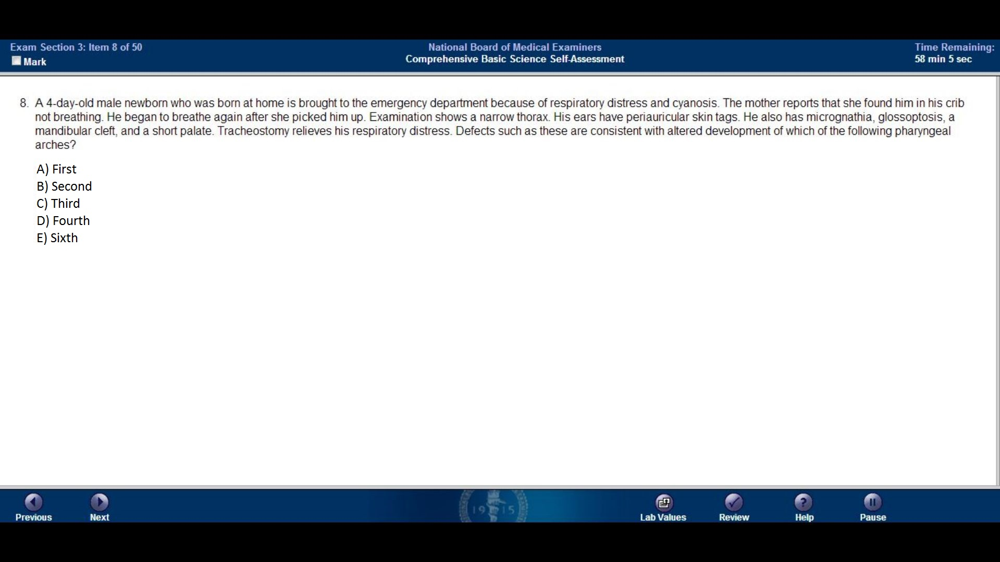 Exam Section 3: Item 8 of 50
National Board of Medical Examiners
Time Remaining:
Mark
Comprehensive Basic Science Self-Assessment
58 min 5 sec
8. A 4-day-old male newborn who was born at home is brought to the emergency department because of respiratory distress and cyanosis. The mother reports that she found him in his crib
not breathing. He began to breathe again after she picked him up. Examination shows a narrow thorax. His ears have periauricular skin tags. He also has micrognathia, glossoptosis, a
mandibular cleft, and a short palate. Tracheostomy relieves his respiratory distress. Defects such as these are consistent with altered development of which of the following pharyngeal
arches?
A) First
B) Second
C) Third
D) Fourth
E) Sixth
1915
Previous
Next
Lab Values
Review
Help
Pause